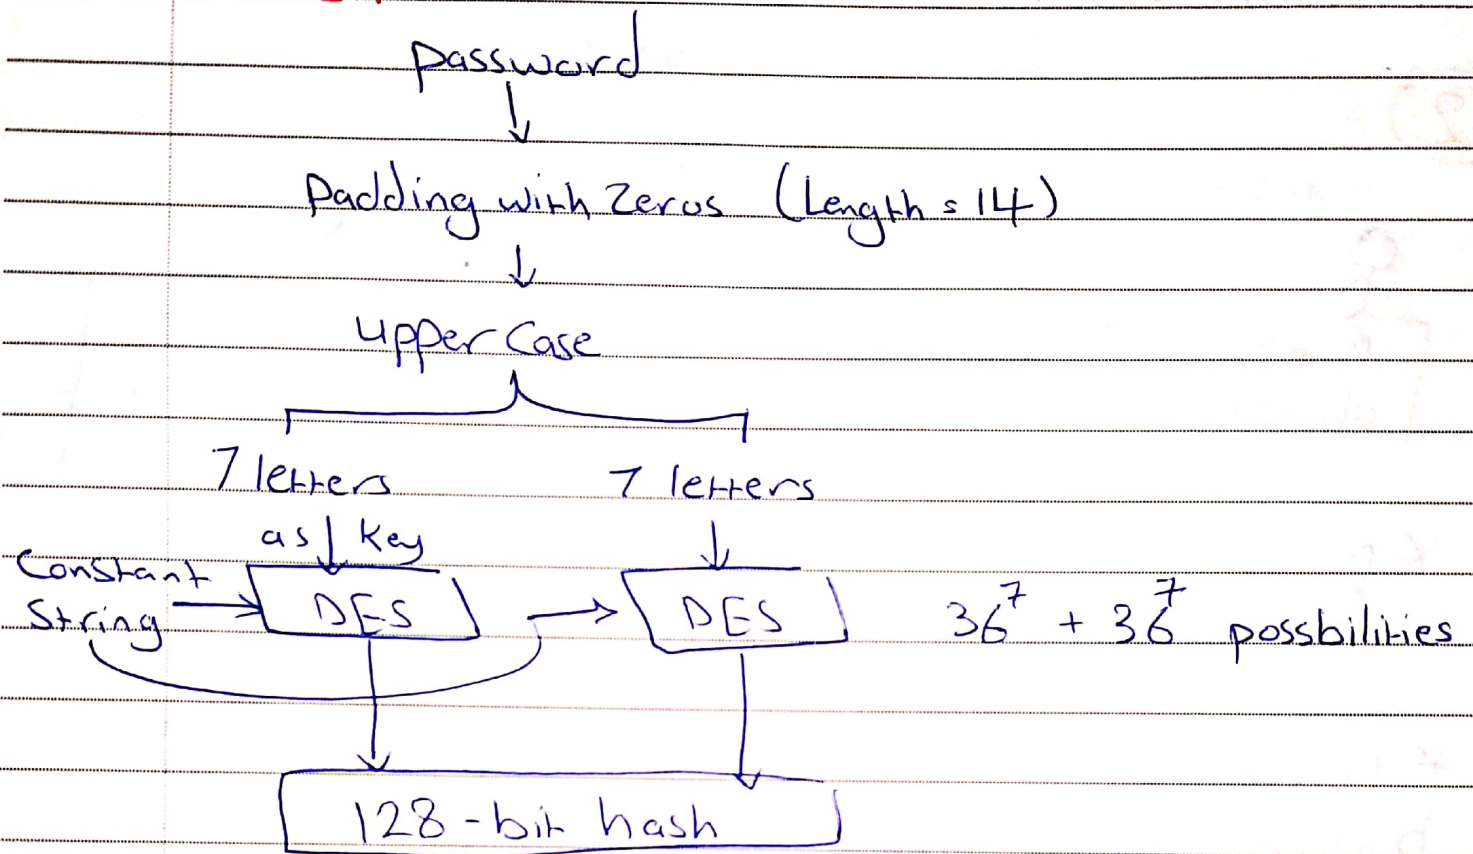 password
Padding with Zeros (Length = 14)
upper Case
7 letters 7 letters
as Key
Constant
String
DES DES
36⁷ + 36⁷ possbilities
128-bit hash